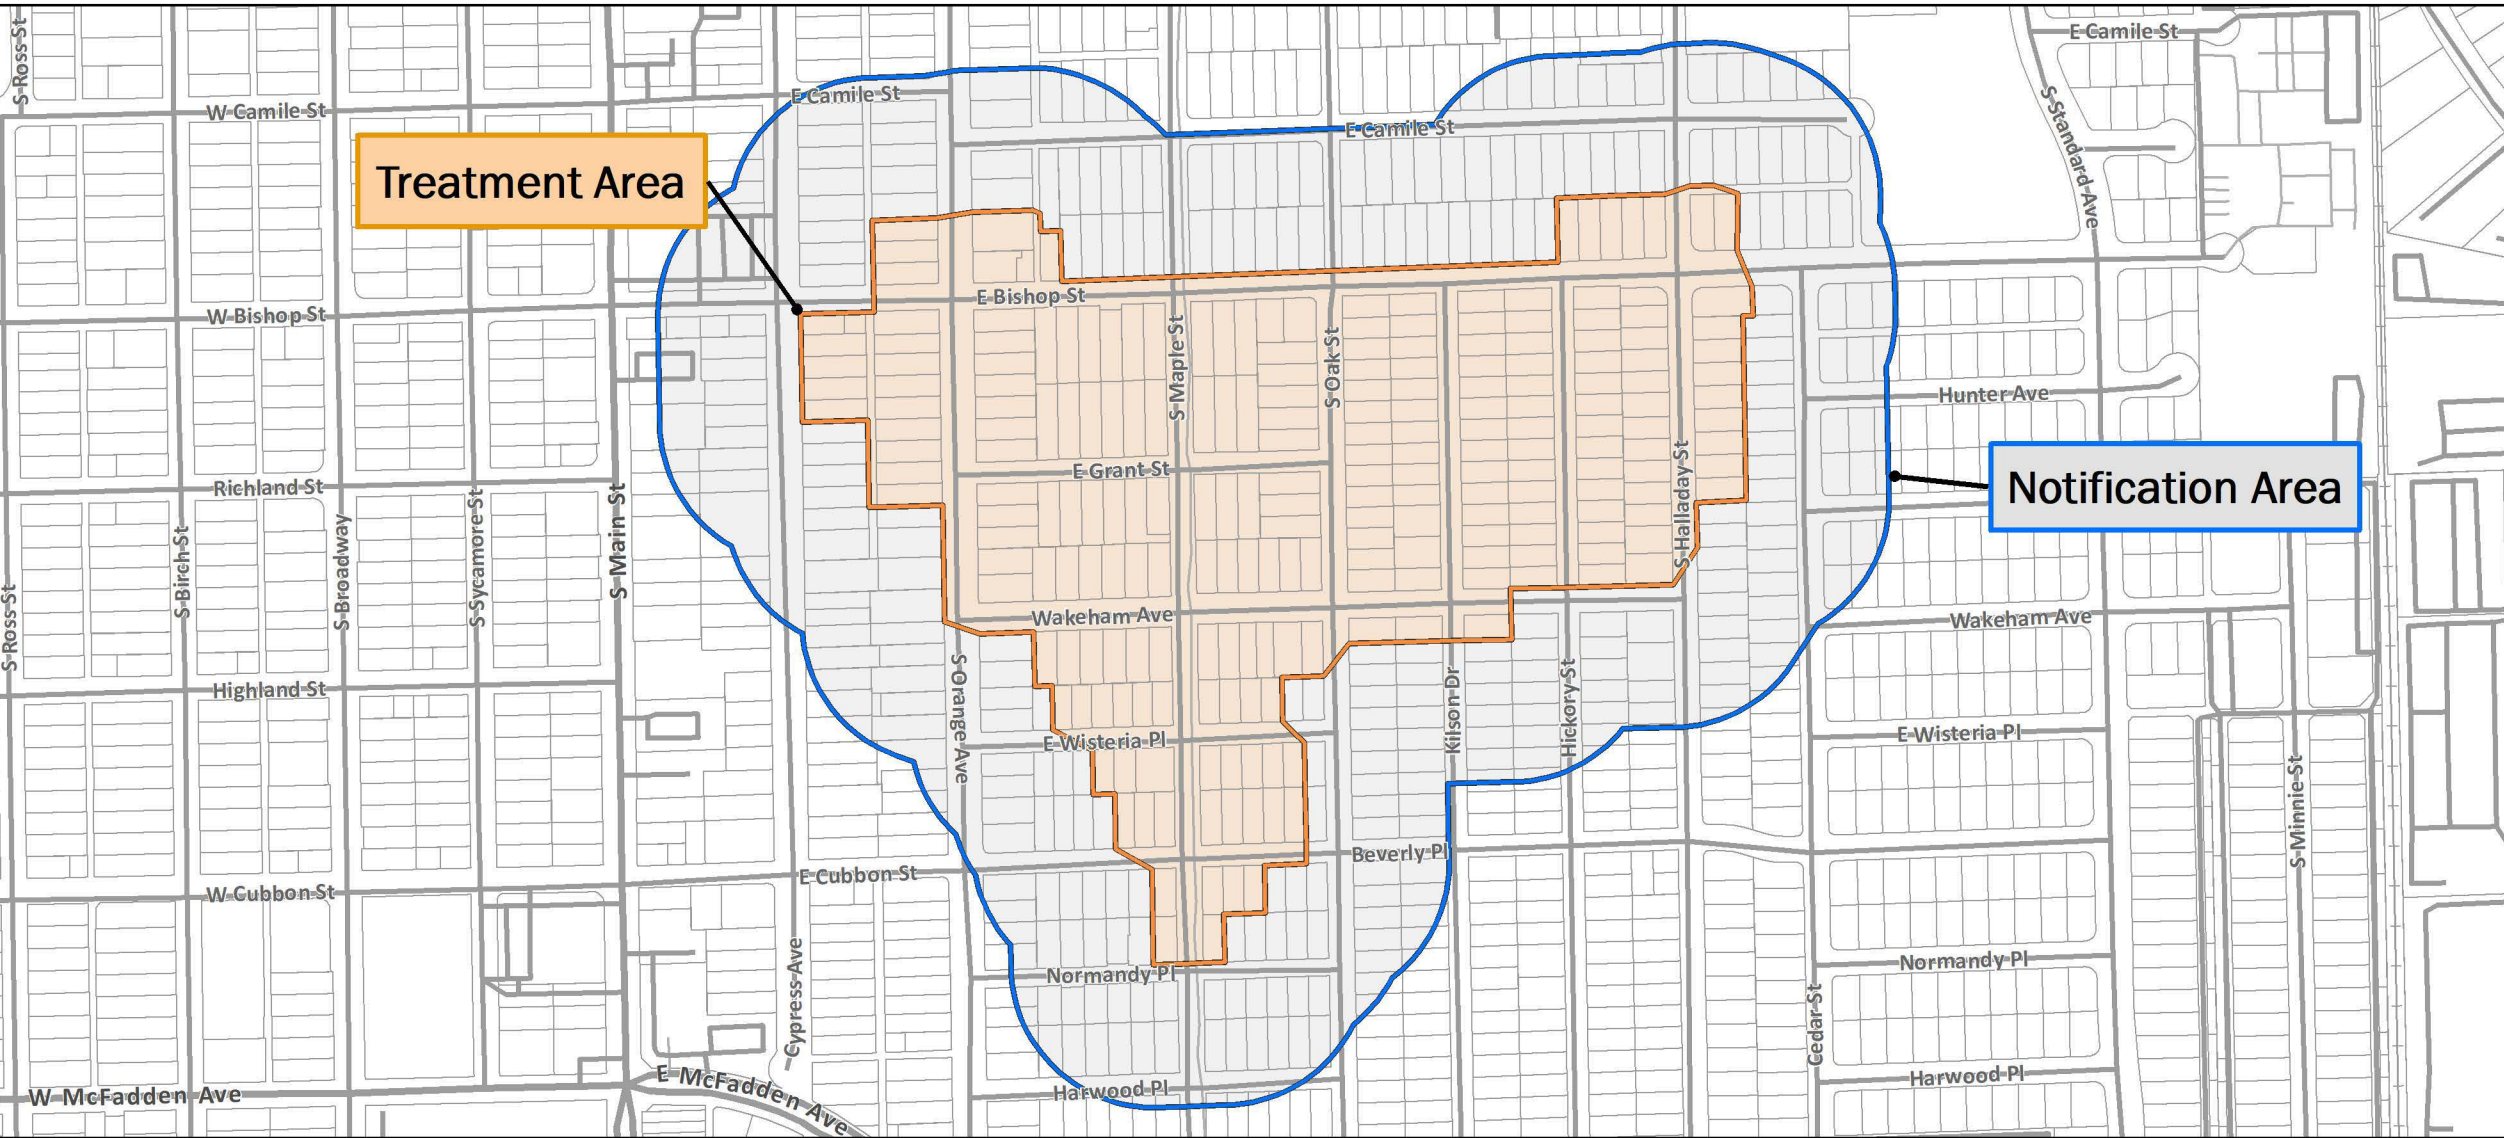 S Ross St
E Camile St
E Camile St
W Camile St
E Camile St
S Standard Ave
Treatment Area
E Bishop St
W Bishop St
S Maple St
S Oak St
Hunter Ave
E Grant St
Richland St
Notification Area
S Main St
S Sycamore St
S Broadway
S Birch St
S Ross St
S Halladay St
Wakeham Ave
Wakeham Ave
S Orange Ave
Highland St
Kilson Dr
Hickory St
E Wisteria Pl
E Wisteria Pl
S Minnie St
Beverly Pl
E Cubbon St
W Cubbon St
Cypress Ave
Normandy Pl
Normandy Pl
Cedar St
W McFadden Ave
E McFadden Ave
Harwood Pl
Harwood Pl